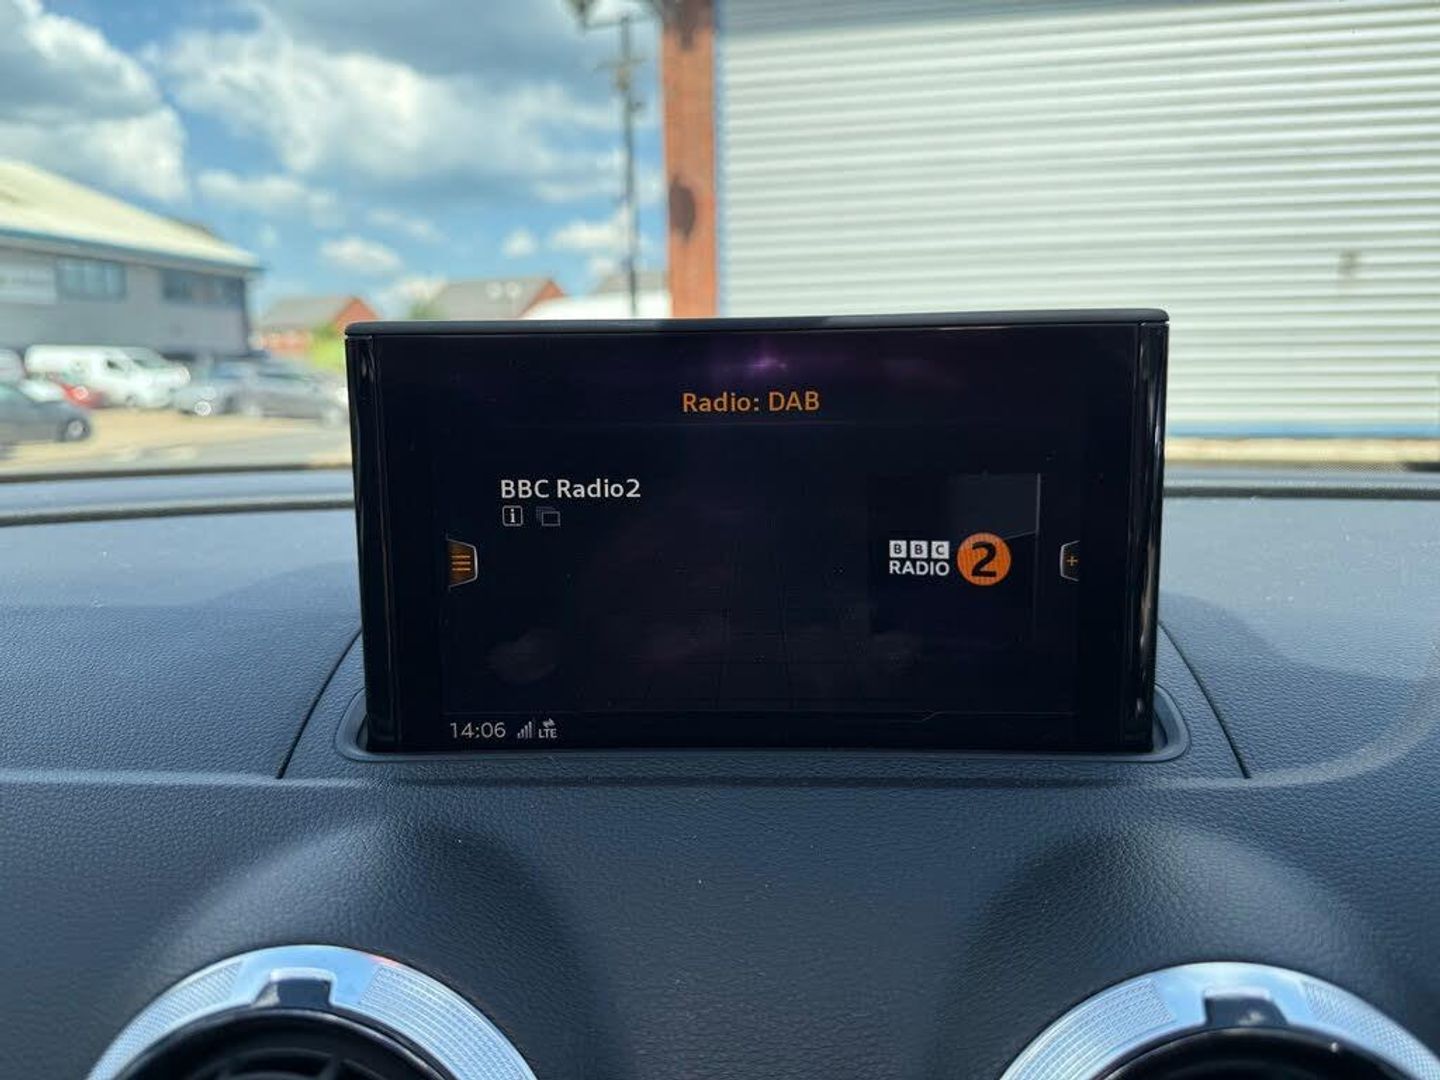 Radio: DAB
BBC Radio2
i
BBC
RADIO 2
+
14:06 LTE